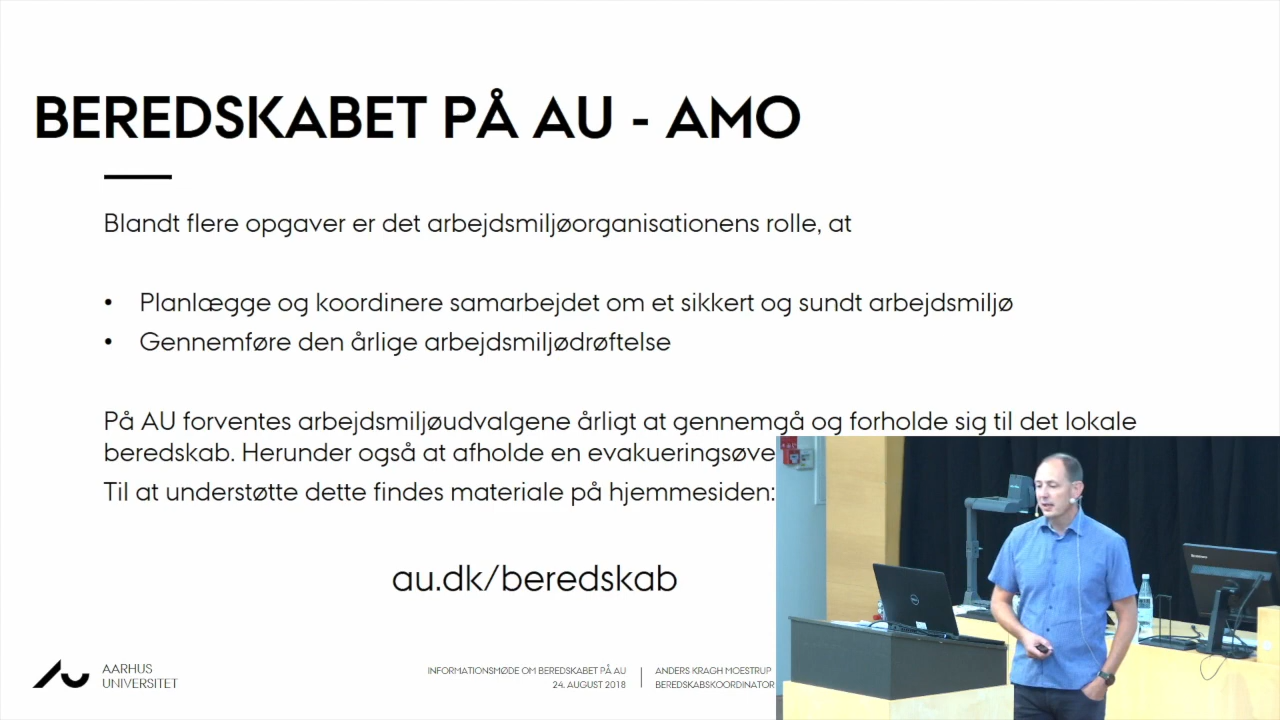 BEREDSKABET PÅ AU - AMO
Blandt flere opgaver er det arbejdsmiljøorganisationens rolle, at
• Planlægge og koordinere samarbejdet om et sikkert og sundt arbejdsmiljø
• Gennemføre den årlige arbejdsmiljødrøftelse
På AU forventes arbejdsmiljøudvalgene årligt at gennemgå og forholde sig til det lokale
beredskab. Herunder også at afholde en evakueringsøve
Til at understøtte dette findes materiale på hjemmesiden:
au.dk/beredskab
AARHUS
UNIVERSITET
INFORMATIONSMØDE OM BEREDSKABET PÅ AU
24. AUGUST 2018
ANDERS KRAGH MOESTRUP
BEREDSKABSKOORDINATOR